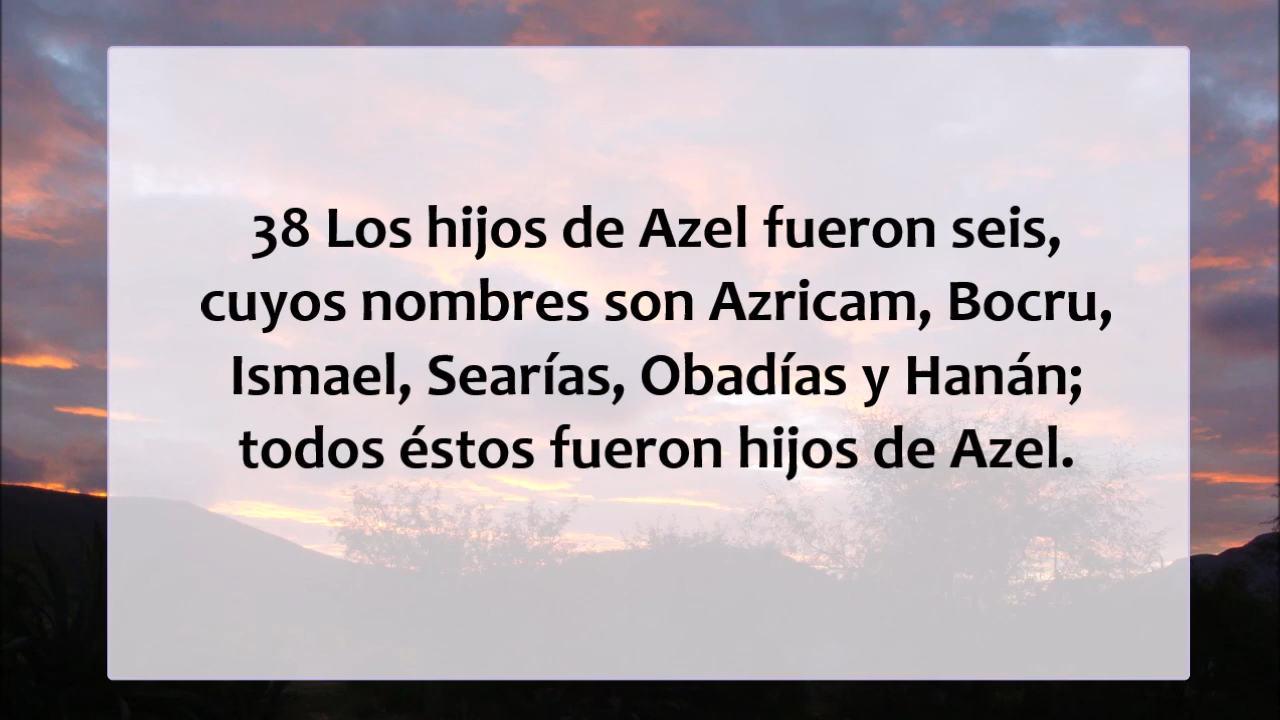 38 Los hijos de Azel fueron seis,
cuyos nombres son Azricam, Bocru,
Ismael, Searías, Obadías y Hanán;
todos éstos fueron hijos de Azel.